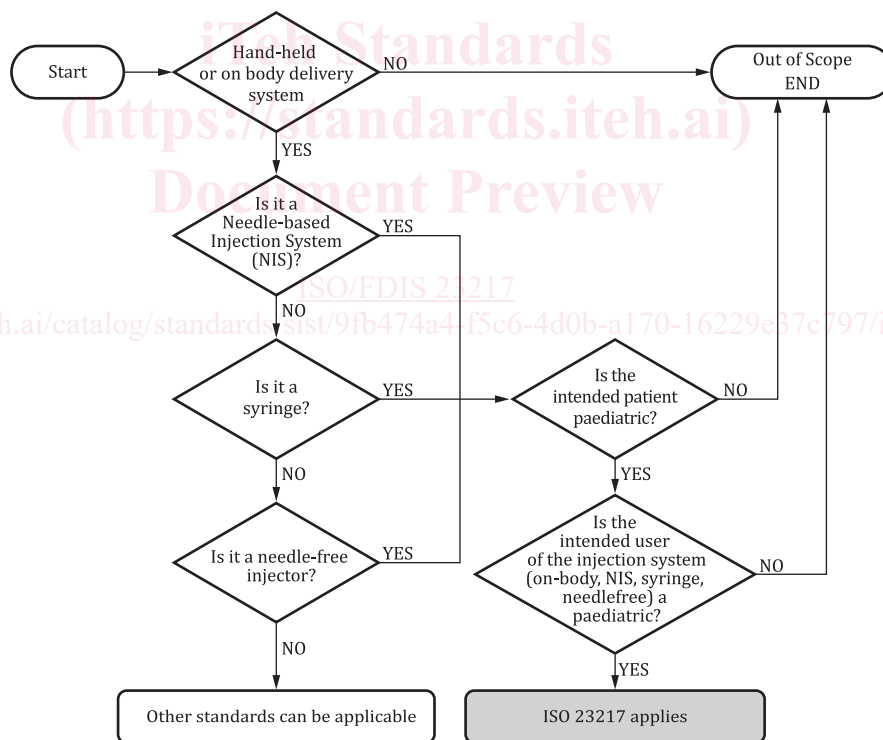 iTeh Standards
(https://standards.iteh.ai)
Document Preview
ISO/FDIS 23217
h.ai/catalog/standards/sist/9fb474a4-f5c6-4d0b-a170-16229e37c797/i
Start
Hand-held
or on body delivery
system
NO
Out of Scope
END
YES
Is it a
Needle-based
Injection System
(NIS)?
YES
NO
Is it a
syringe?
YES
Is the
intended patient
paediatric?
NO
NO
YES
Is it a needle-free
injector?
YES
Is the
intended user
of the injection system
(on-body, NIS, syringe,
needlefree) a
paediatric?
NO
NO
YES
Other standards can be applicable
ISO 23217 applies